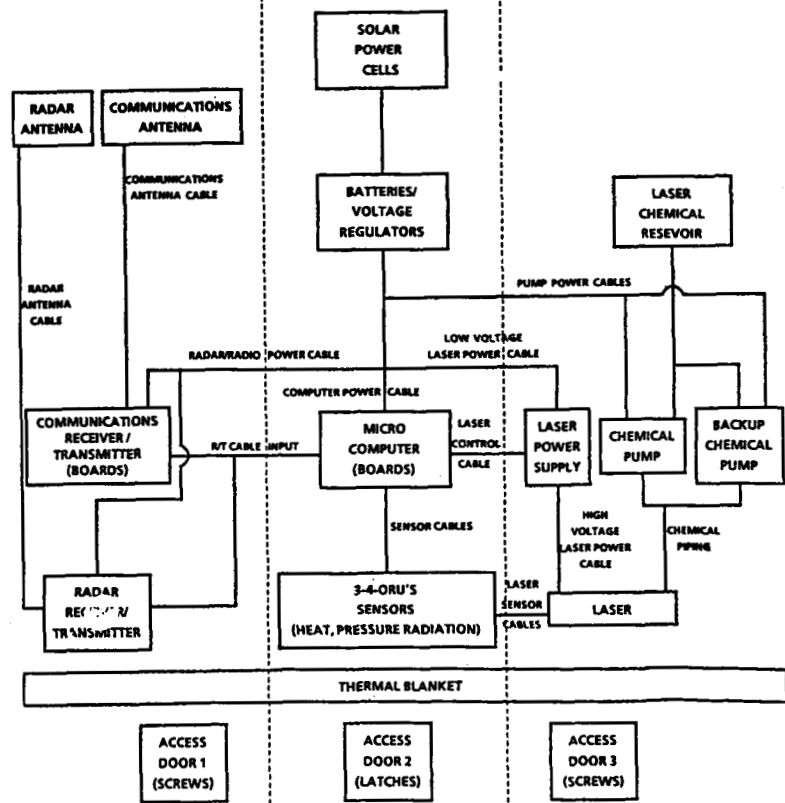 SOLAR
POWER
CELLS
RADAR
ANTENNA
COMMUNICATIONS
ANTENNA
COMMUNICATIONS
ANTENNA CABLE
BATTERIES/
VOLTAGE
REGULATORS
LASER
CHEMICAL
RESEVOIR
RADAR
ANTENNA
CABLE
PUMP POWER CABLES
RADAR/RADIO POWER CABLE
LOW VOLTAGE
LASER POWER CABLE
COMPUTER POWER CABLE
COMMUNICATIONS
RECEIVER /
TRANSMITTER
(BOARDS)
R/T CABLE INPUT
MICRO
COMPUTER
(BOARDS)
LASER
CONTROL
CABLE
LASER
POWER
SUPPLY
CHEMICAL
PUMP
BACKUP
CHEMICAL
PUMP
SENSOR CABLES
HIGH
VOLTAGE
LASER POWER
CABLE
CHEMICAL
PIPING
RADAR
RECEIVER/
TRANSMITTER
3-4-ORU'S
SENSORS
(HEAT, PRESSURE RADIATION)
LASER
SENSOR
CABLES
LASER
THERMAL BLANKET
ACCESS
DOOR 1
(SCREWS)
ACCESS
DOOR 2
(LATCHES)
ACCESS
DOOR 3
(SCREWS)